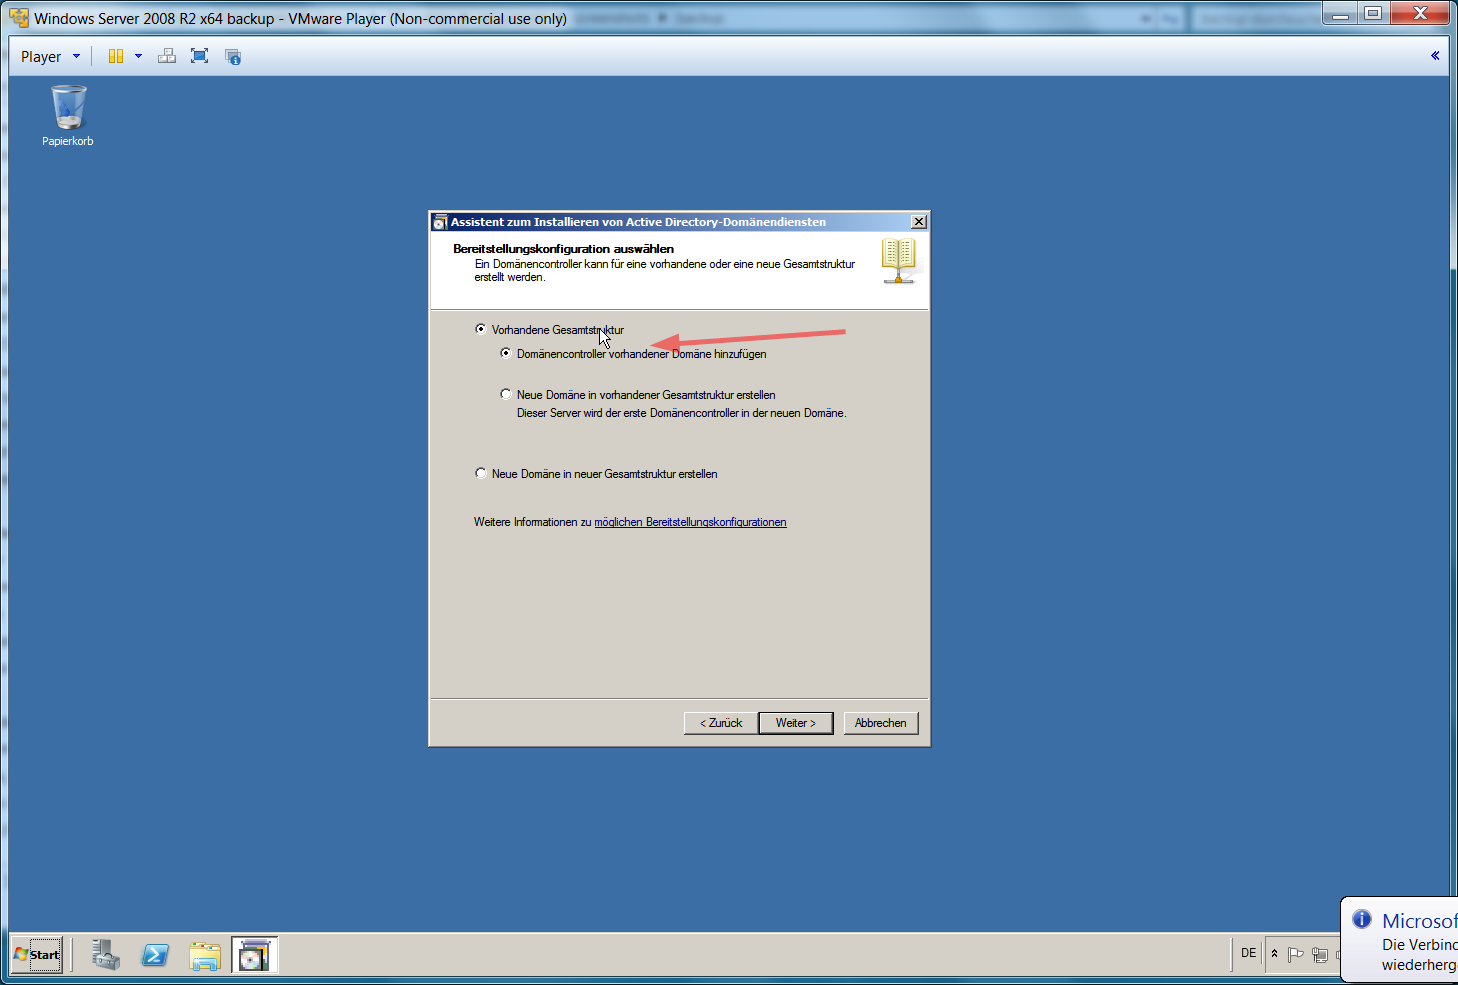 Windows Server 2008 R2 x64 backup - VMware Player (Non-commercial use only)
Player
Papierkorb
Assistent zum Installieren von Active Directory-Domänendiensten
Bereitstellungskonfiguration auswählen
Ein Domänencontroller kann für eine vorhandene oder eine neue Gesamtstruktur
erstellt werden.
Vorhandene Gesamtstruktur
Domänencontroller vorhandener Domäne hinzufügen
Neue Domäne in vorhandener Gesamtstruktur erstellen
Dieser Server wird der erste Domänencontroller in der neuen Domäne.
Neue Domäne in neuer Gesamtstruktur erstellen
Weitere Informationen zu möglichen Bereitstellungskonfigurationen
< Zurück
Weiter >
Abbrechen
Start
DE
Microsof
Die Verbind
wiederherg